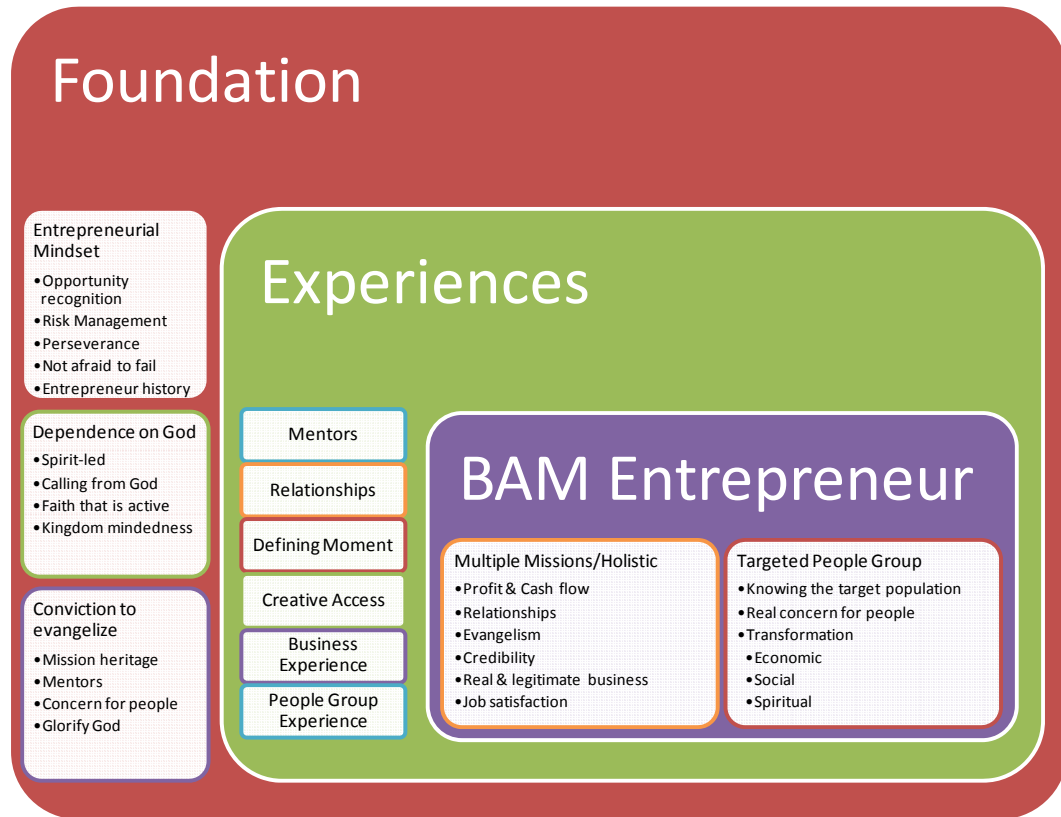 Foundation
Entrepreneurial
Mindset
•Opportunity
recognition
•Risk Management
•Perseverance
•Not afraid to fail
•Entrepreneur history
Dependence on God
•Spirit-led
•Calling from God
•Faith that is active
•Kingdom mindedness
Conviction to
evangelize
•Mission heritage
•Mentors
•Concern for people
•Glorify God
Experiences
Mentors
Relationships
Defining Moment
Creative Access
Business
Experience
People Group
Experience
BAM Entrepreneur
Multiple Missions/Holistic
•Profit & Cash flow
•Relationships
•Evangelism
•Credibility
•Real & legitimate business
•Job satisfaction
Targeted People Group
•Knowing the target population
•Real concern for people
•Transformation
•Economic
•Social
•Spiritual